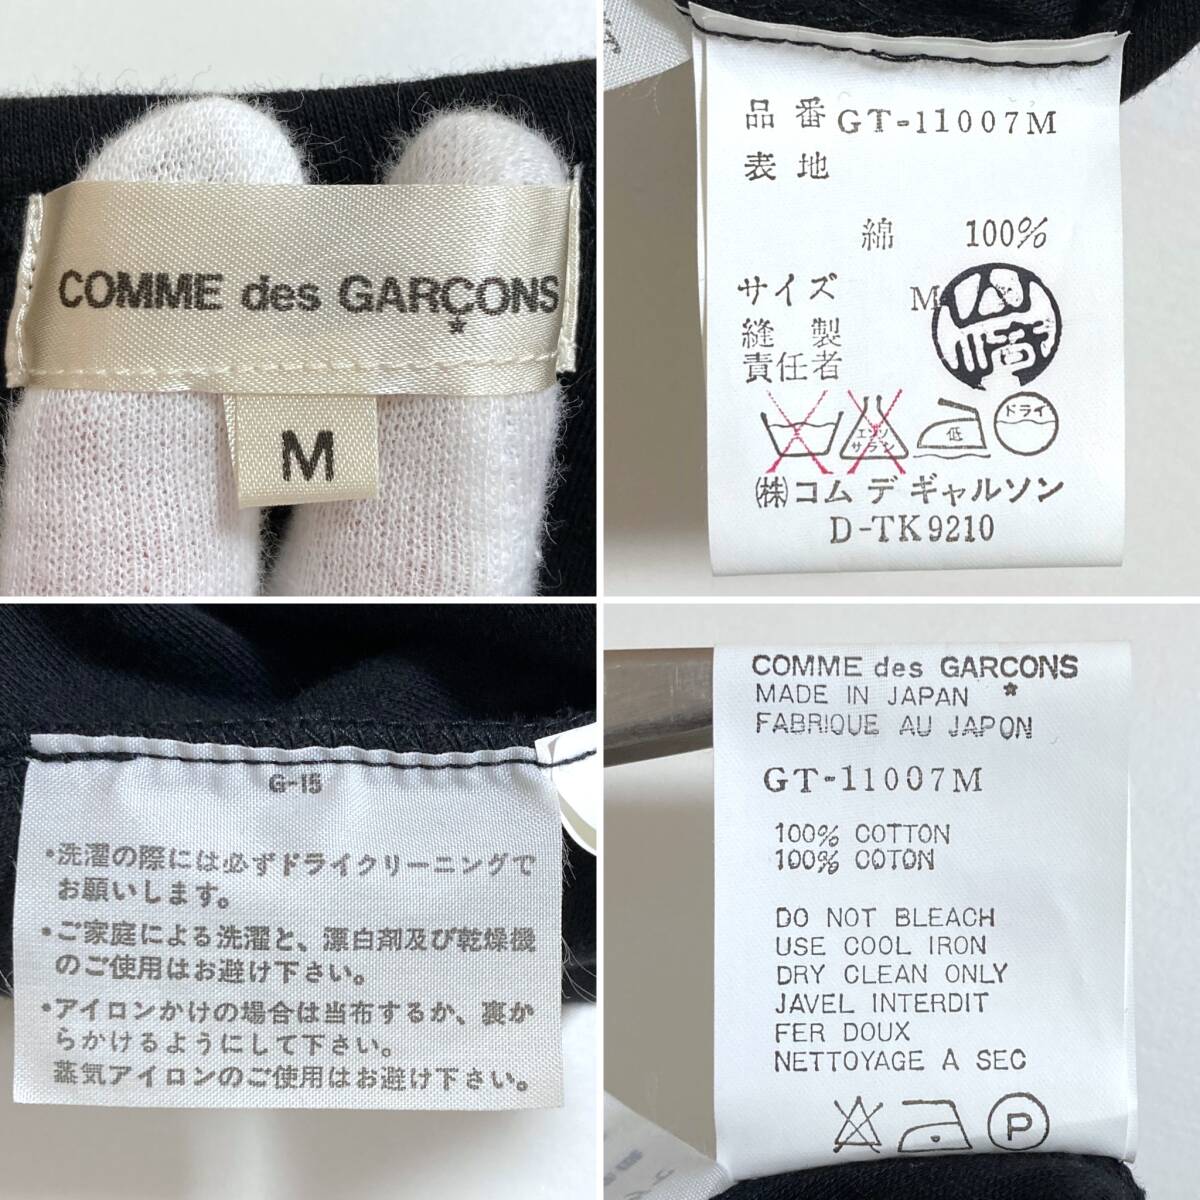 COMME des GARÇONS
M
品番 GT-11007M
表地
綿 100%
サイズ M
縫製
責任者
山崎
エンソ
サラシ
低
ドライ
㈱コム デ ギャルソン
D-TK9210
G-15
・洗濯の際には必ずドライクリーニングで
お願いします。
・ご家庭による洗濯と、漂白剤及び乾燥機
のご使用はお避け下さい。
・アイロンかけの場合は当布するか、裏か
らかけるようにして下さい。
蒸気アイロンのご使用はお避け下さい。
COMME des GARCONS
MADE IN JAPAN
FABRIQUE AU JAPON
GT-11007M
100% COTTON
100% COTON
DO NOT BLEACH
USE COOL IRON
DRY CLEAN ONLY
JAVEL INTERDIT
FER DOUX
NETTOYAGE A SEC
P